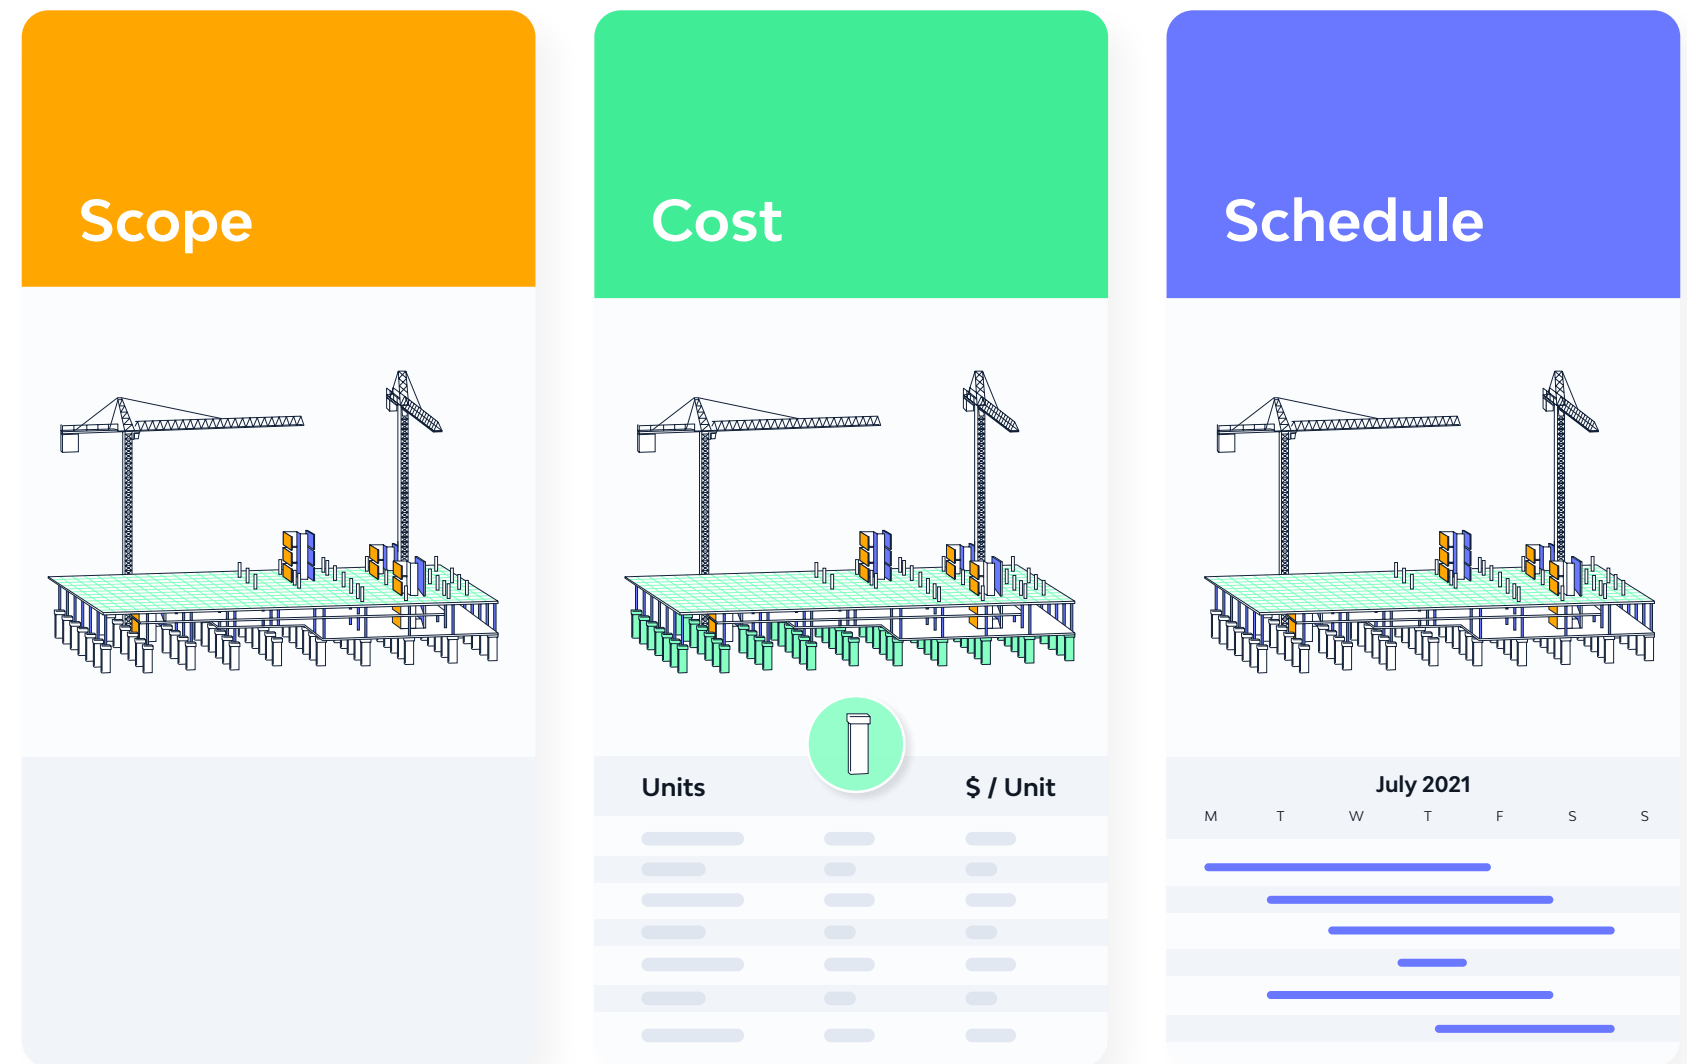 Scope
Cost
Schedule
Units
$ / Unit
July 2021
M T W T F S S